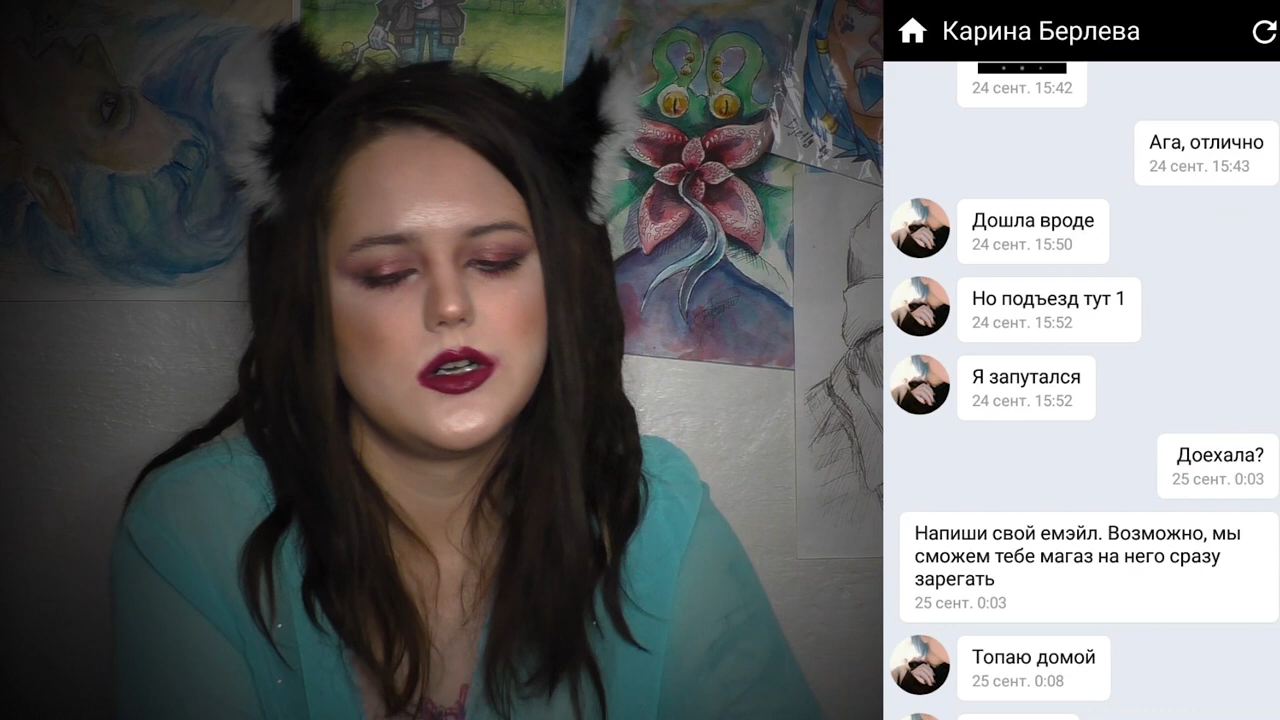 Карина Берлева
24 сент. 15:42
Ага, отлично
24 сент. 15:43
Дошла вроде
24 сент. 15:50
Но подъезд тут 1
24 сент. 15:52
Я запутался
24 сент. 15:52
Доехала?
25 сент. 0:03
Напиши свой емэйл. Возможно, мы
сможем тебе магаз на него сразу
зарегать
25 сент. 0:03
Топаю домой
25 сент. 0:08